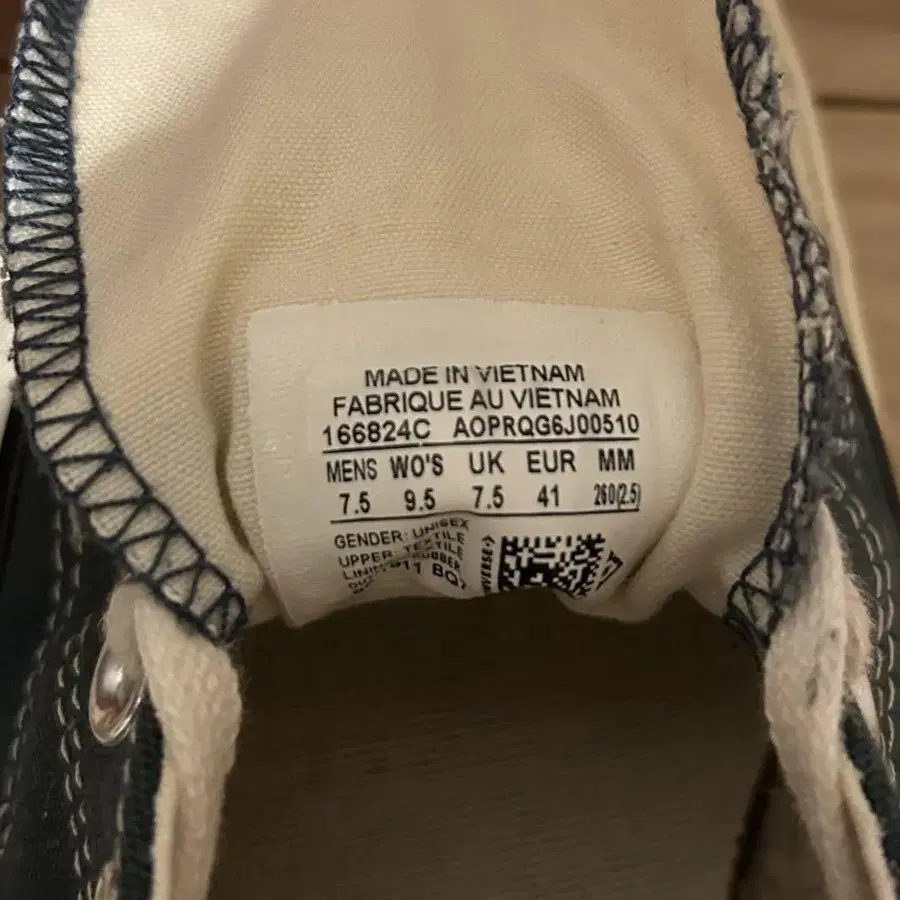 MADE IN VIETNAM
FABRIQUE AU VIETNAM
166824C AOPRQG6J00510
MENS WO'S UK EUR MM
7.5 9.5 7.5 41 260(2.5)
GENDER: UNISEX
UPPER: TEXTILE